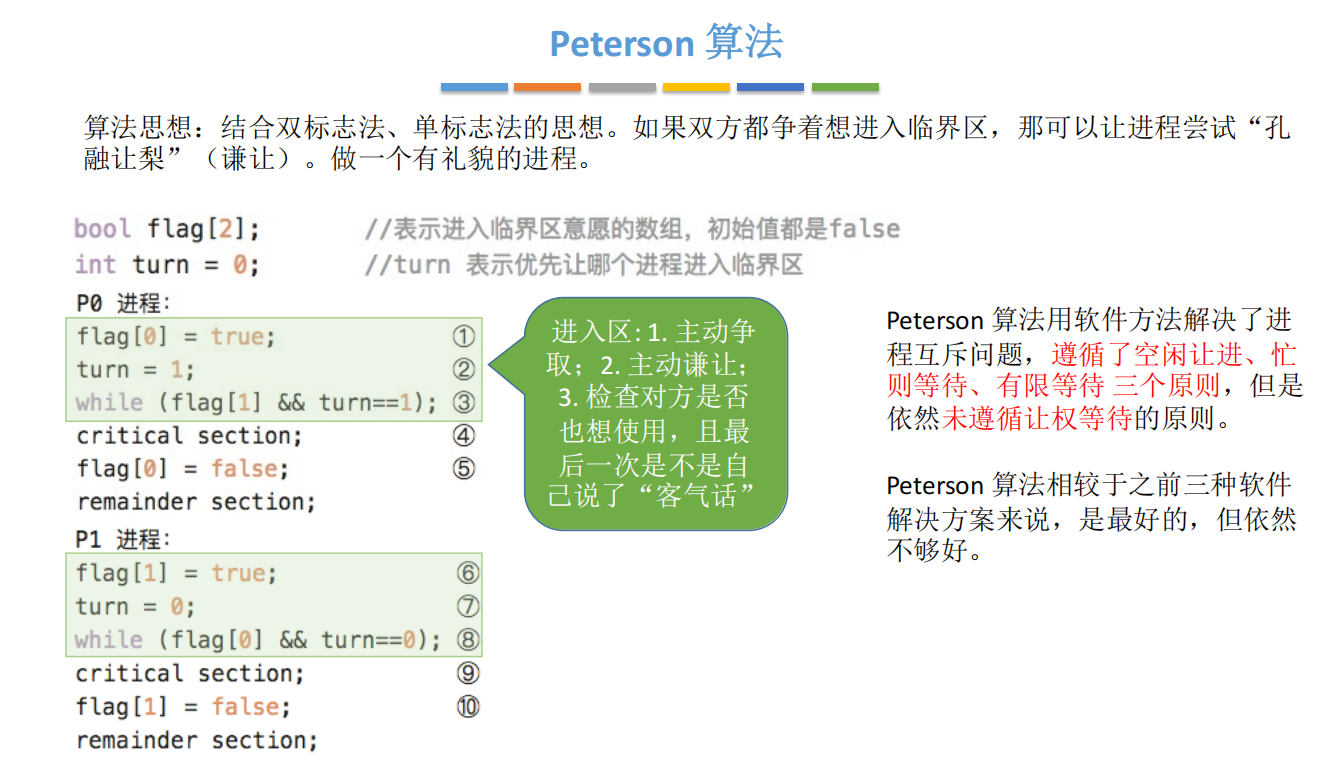 Peterson 算法
算法思想：结合双标志法、单标志法的思想。如果双方都争着想进入临界区，那可以让进程尝试“孔
融让梨”（谦让）。做一个有礼貌的进程。
bool flag[2]; //表示进入临界区意愿的数组，初始值都是false
int turn = 0; //turn 表示优先让哪个进程进入临界区
P0 进程：
flag[0] = true; ①
turn = 1; ②
while (flag[1] && turn==1); ③
critical section; ④
flag[0] = false; ⑤
remainder section;
P1 进程：
flag[1] = true; ⑥
turn = 0; ⑦
while (flag[0] && turn==0); ⑧
critical section; ⑨
flag[1] = false; ⑩
remainder section;
进入区: 1. 主动争
取；2. 主动谦让；
3. 检查对方是否
也想使用，且最
后一次是不是自
己说了“客气话”
Peterson 算法用软件方法解决了进
程互斥问题，遵循了空闲让进、忙
则等待、有限等待 三个原则，但是
依然未遵循让权等待的原则。
Peterson 算法相较于之前三种软件
解决方案来说，是最好的，但依然
不够好。